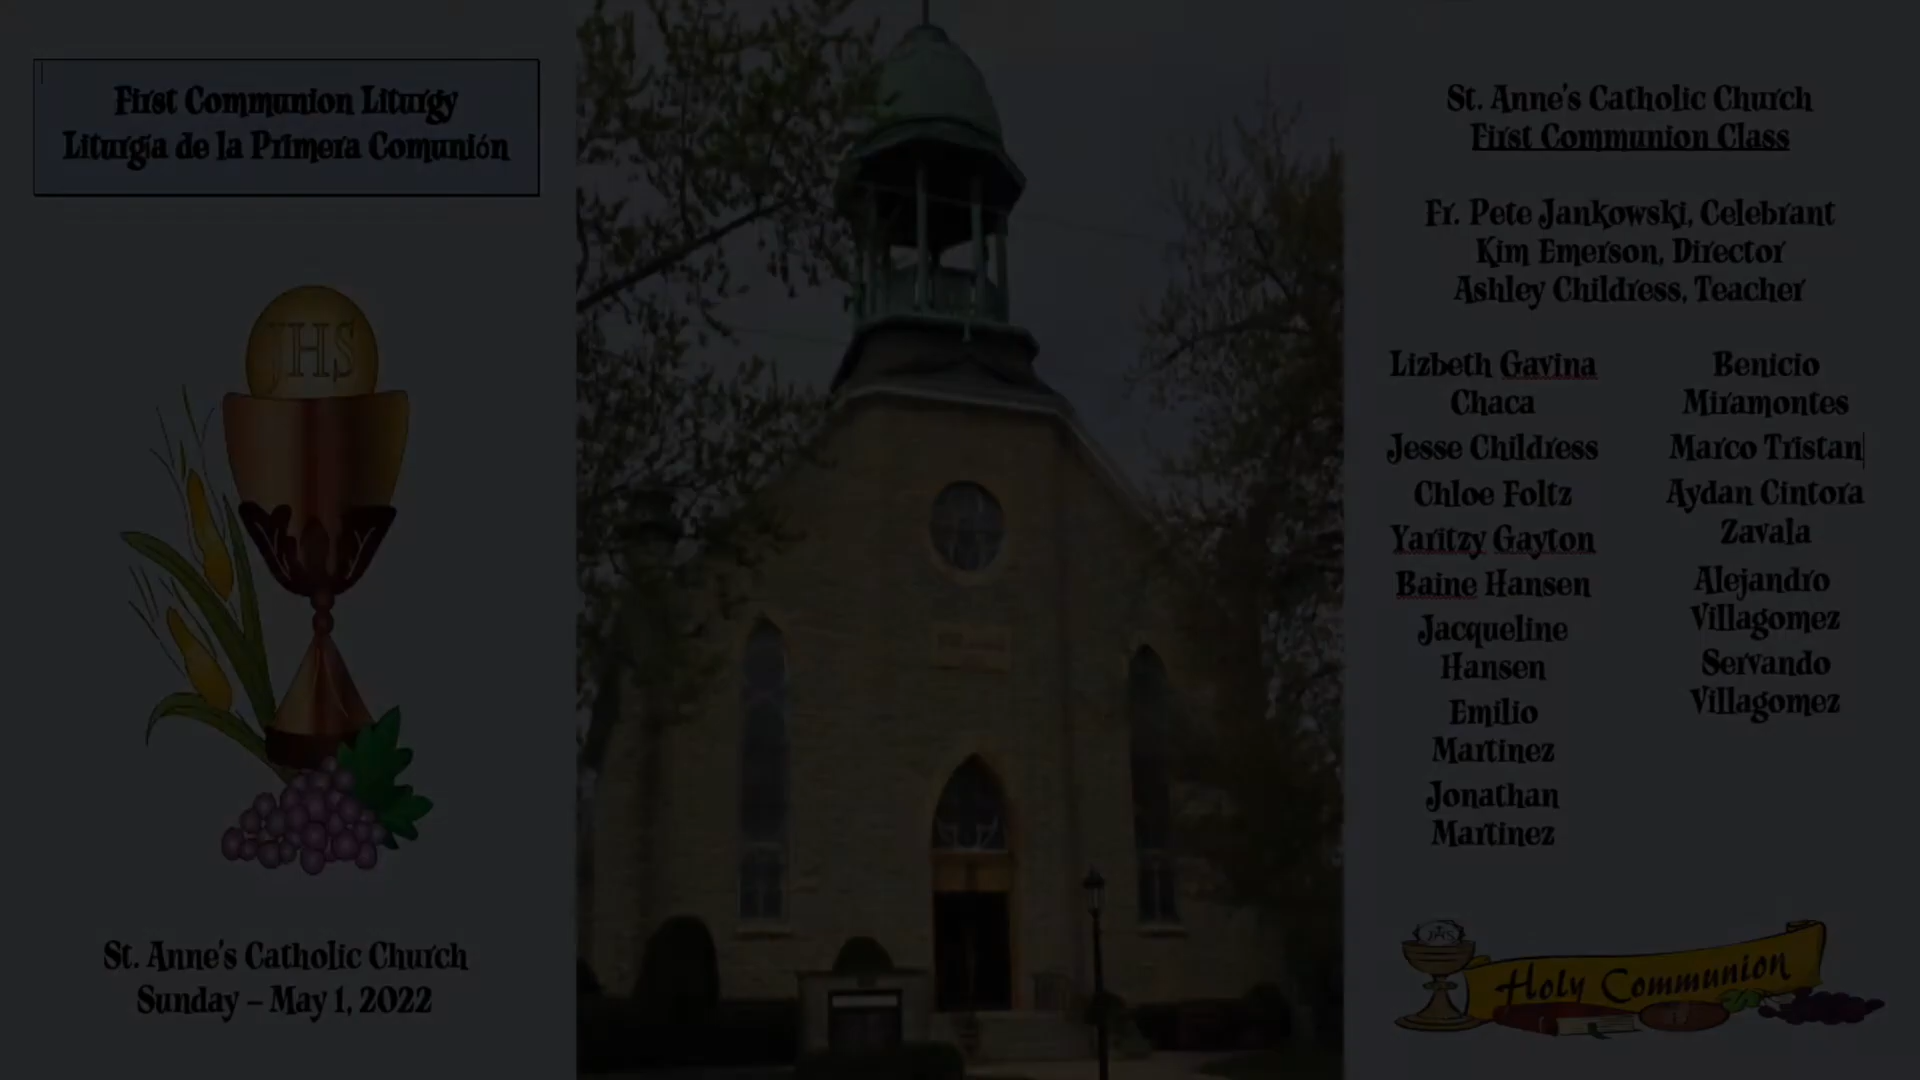 First Communion Liturgy
Liturgia de la Primera Comunión
JHS
St. Anne's Catholic Church
Sunday – May 1, 2022
St. Anne's Catholic Church
First Communion Class
Fr. Pete Jankowski, Celebrant
Kim Emerson, Director
Ashley Childress, Teacher
Lizbeth Gavina
Chaca
Jesse Childress
Chloe Foltz
Yaritzy Gayton
Baine Hansen
Jacqueline
Hansen
Emilio
Martinez
Jonathan
Martinez
Benicio
Miramontes
Marco Tristan
Aydan Cintora
Zavala
Alejandro
Villagomez
Servando
Villagomez
JHS
Holy Communion